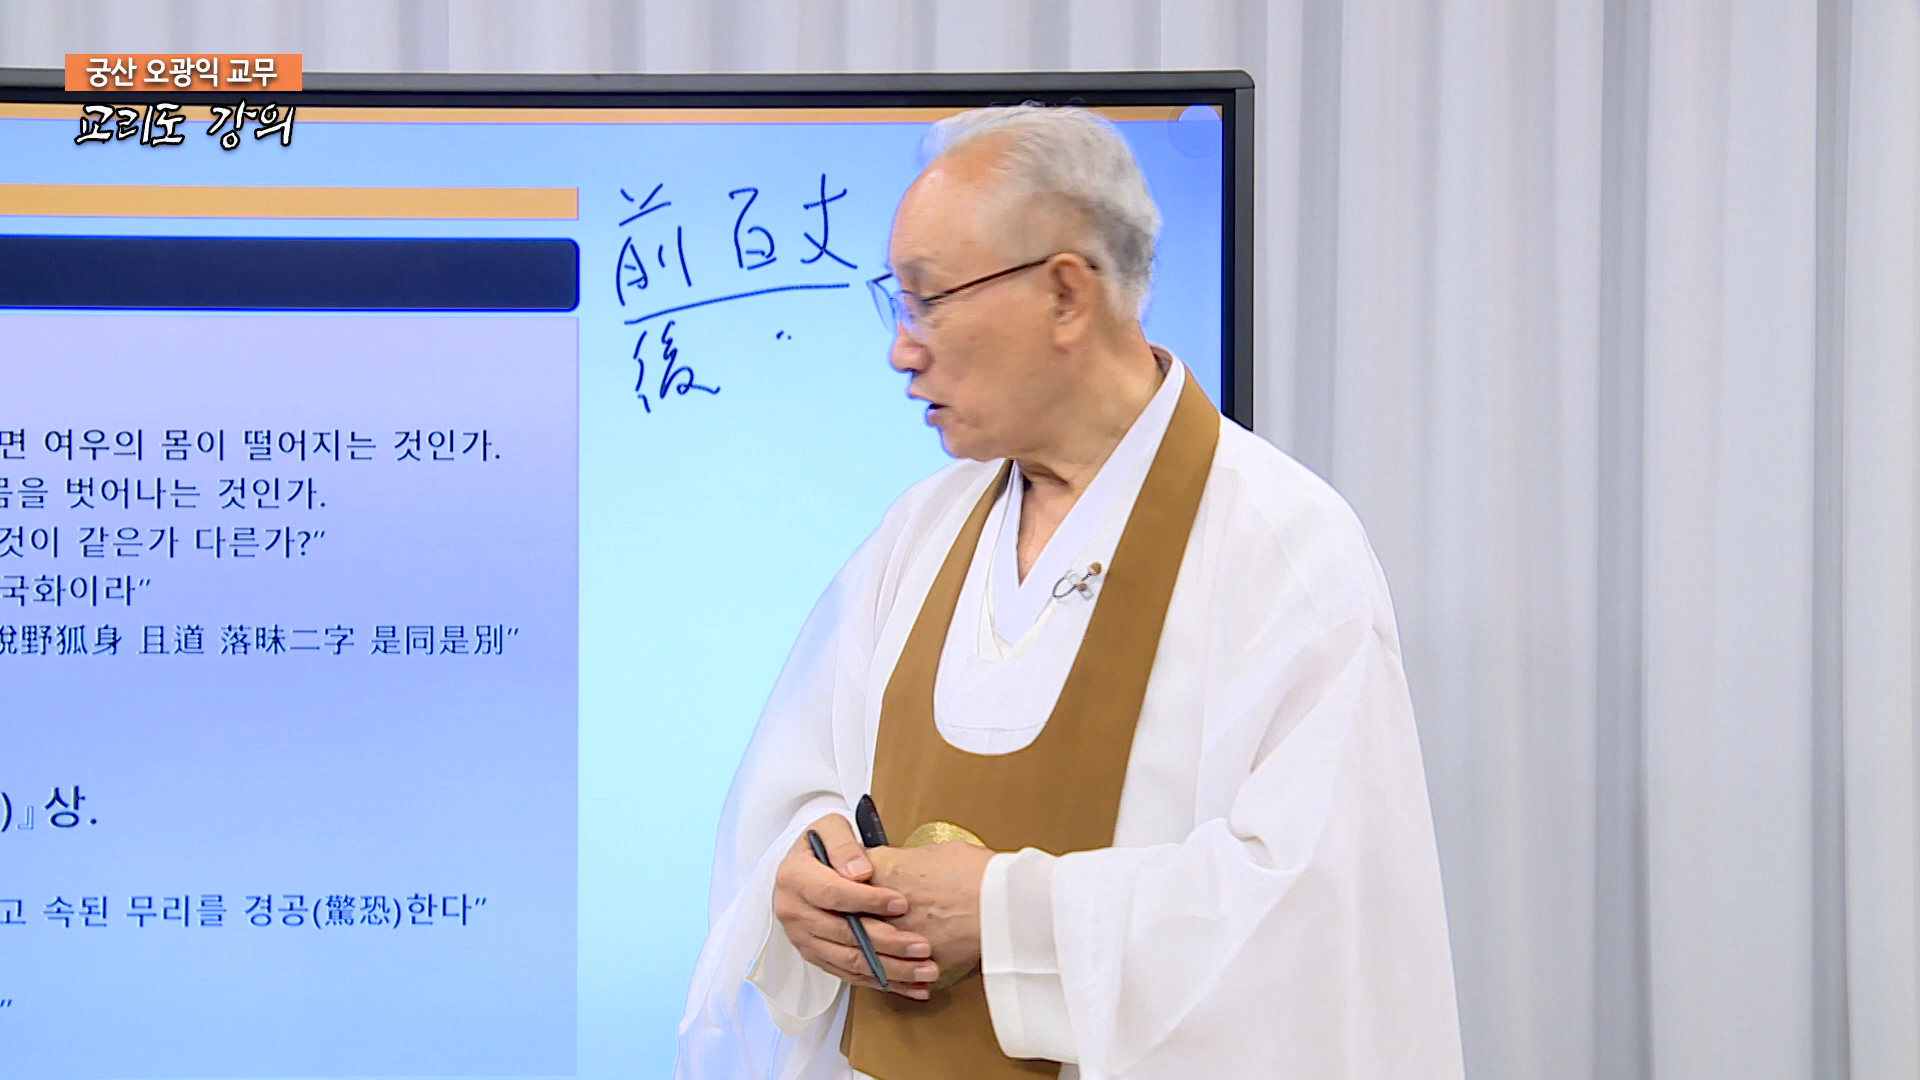 궁산 오광익 교무
교리도 강의
前 百丈
後 〃
면 여우의 몸이 떨어지는 것인가.
몸을 벗어나는 것인가.
것이 같은가 다른가?”
국화이라”
脫野狐身 且道 落昧二字 是同是別”
)』상.
고 속된 무리를 경공(驚恐)한다”
”